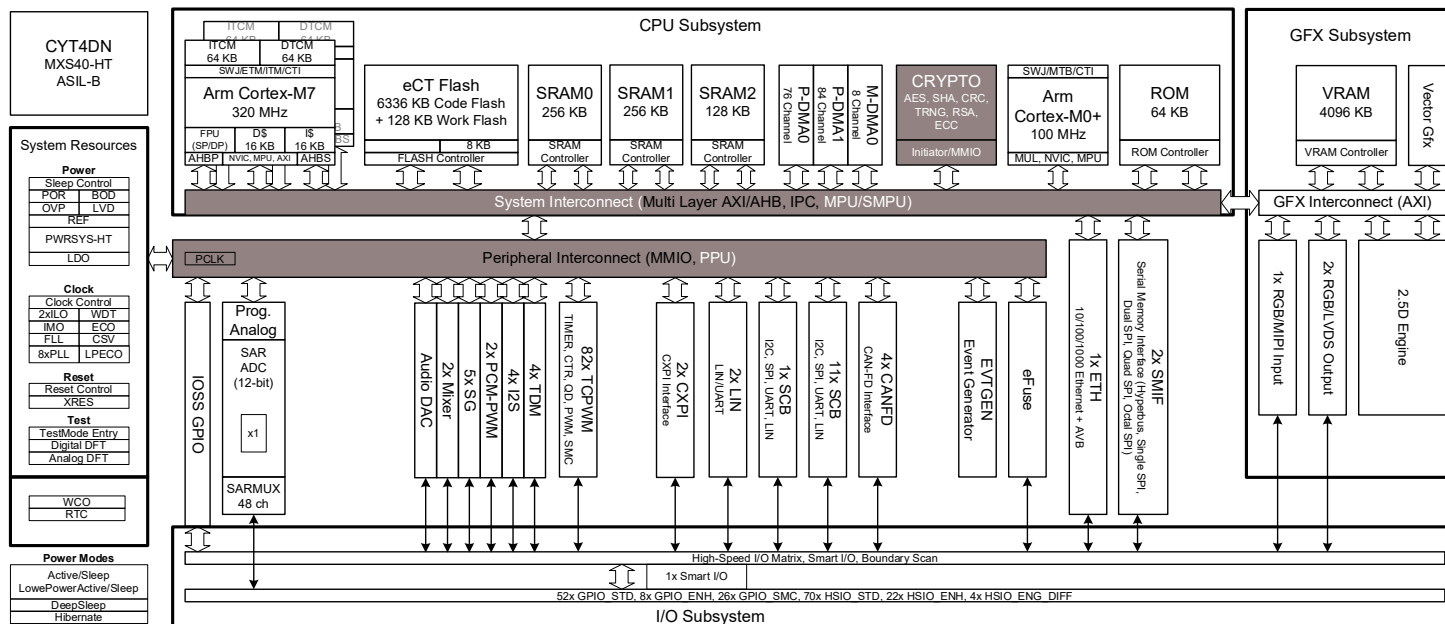 CYT4DN
MXS40-HT
ASIL-B
System Resources
Power
Sleep Control
POR BOD
OVP LVD
REF
PWRSYS-HT
LDO
Clock
Clock Control
2xILO WDT
IMO ECO
FLL CSV
8xPLL LPECO
Reset
Reset Control
XRES
Test
TestMode Entry
Digital DFT
Analog DFT
WCO
RTC
Power Modes
Active/Sleep
LowePowerActive/Sleep
DeepSleep
Hibernate
CPU Subsystem
ITCM
64 KB
DTCM
64 KB
ITCM
64 KB
DTCM
64 KB
SWJ/ETM/ITM/CTI
Arm Cortex-M7
320 MHz
FPU
(SP/DP)
D$
16 KB
I$
16 KB
AHBP NVIC, MPU, AXI AHBS
eCT Flash
6336 KB Code Flash
+ 128 KB Work Flash
8 KB
FLASH Controller
SRAM0
256 KB
SRAM
Controller
SRAM1
256 KB
SRAM
Controller
SRAM2
128 KB
SRAM
Controller
P-DMA0
76 Channel
P-DMA1
84 Channel
M-DMA0
8 Channel
CRYPTO
AES, SHA, CRC,
TRNG, RSA,
ECC
Initiator/MMIO
SWJ/MTB/CTI
Arm
Cortex-M0+
100 MHz
MUL, NVIC, MPU
ROM
64 KB
ROM Controller
System Interconnect (Multi Layer AXI/AHB, IPC, MPU/SMPU)
GFX Subsystem
VRAM
4096 KB
VRAM Controller
Vector Gfx
GFX Interconnect (AXI)
1x RGB/MIPI Input
2x RGB/LVDS Output
2.5D Engine
PCLK
Peripheral Interconnect (MMIO, PPU)
IOSS GPIO
Prog.
Analog
SAR
ADC
(12-bit)
x1
SARMUX
48 ch
Audio DAC
2x Mixer
5x SG
2x PCM-PWM
4x I2S
4x TDM
82x TCPWM
TIMER, CTR, QD, PWM, SMC
2x CXPI
CXPI Interface
2x LIN
LIN/UART
1x SCB
I2C, SPI, UART, LIN
11x SCB
I2C, SPI, UART, LIN
4x CANFD
CAN-FD Interface
EVTGEN
Event Generator
eFuse
1x ETH
10/100/1000 Ethernet + AVB
2x SMIF
Serial Memory Interface (Hyperbus, Single SPI,
Dual SPI, Quad SPI, Octal SPI)
High-Speed I/O Matrix, Smart I/O, Boundary Scan
1x Smart I/O
52x GPIO_STD, 8x GPIO_ENH, 26x GPIO_SMC, 70x HSIO_STD, 22x HSIO_ENH, 4x HSIO_ENG_DIFF
I/O Subsystem